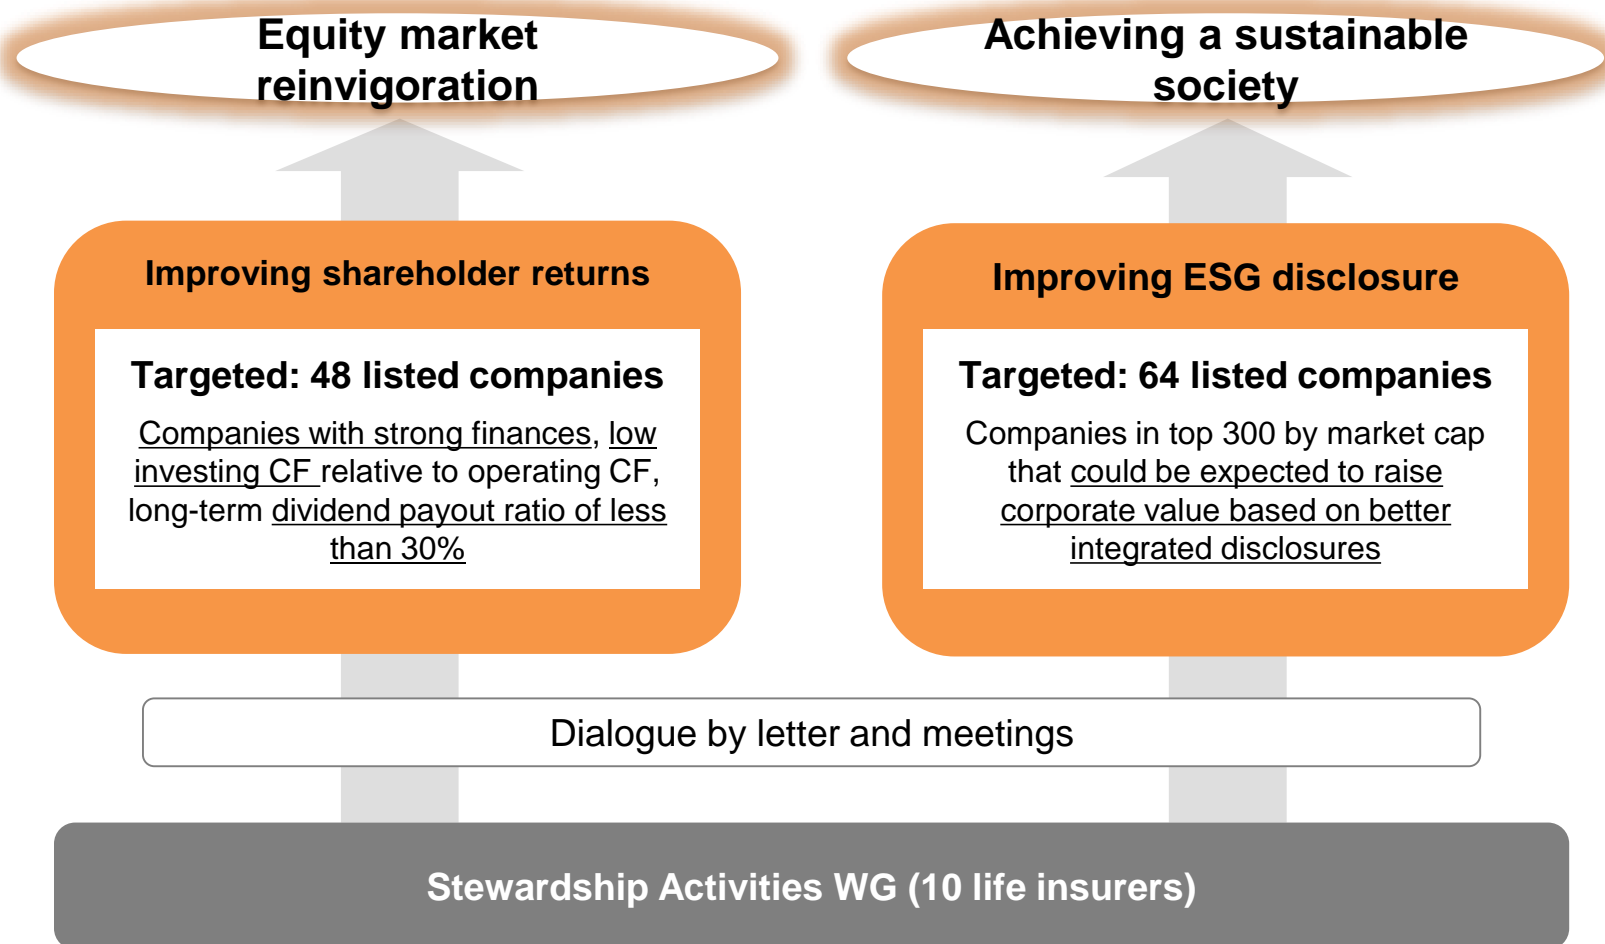 Equity market
reinvigoration
Achieving a sustainable
society
Improving shareholder returns
Targeted: 48 listed companies
Companies with strong finances, low
investing CF relative to operating CF,
long-term dividend payout ratio of less
than 30%
Improving ESG disclosure
Targeted: 64 listed companies
Companies in top 300 by market cap
that could be expected to raise
corporate value based on better
integrated disclosures
Dialogue by letter and meetings
Stewardship Activities WG (10 life insurers)